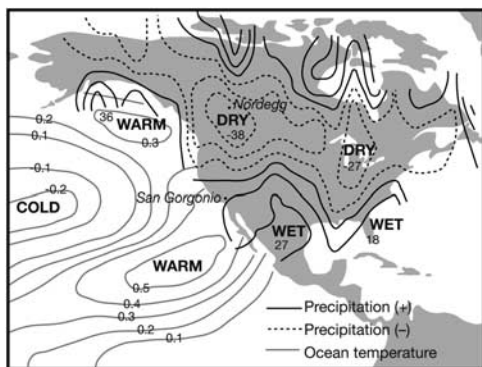 0.2
0.1
36
WARM
0.3
Nordegg
DRY
-38
DRY
-27
-0.1
-0.2
COLD
San Gorgonio
WET
27
WET
18
WARM
0.5
0.4
0.3
0.2
0.1
Precipitation (+)
Precipitation (–)
Ocean temperature